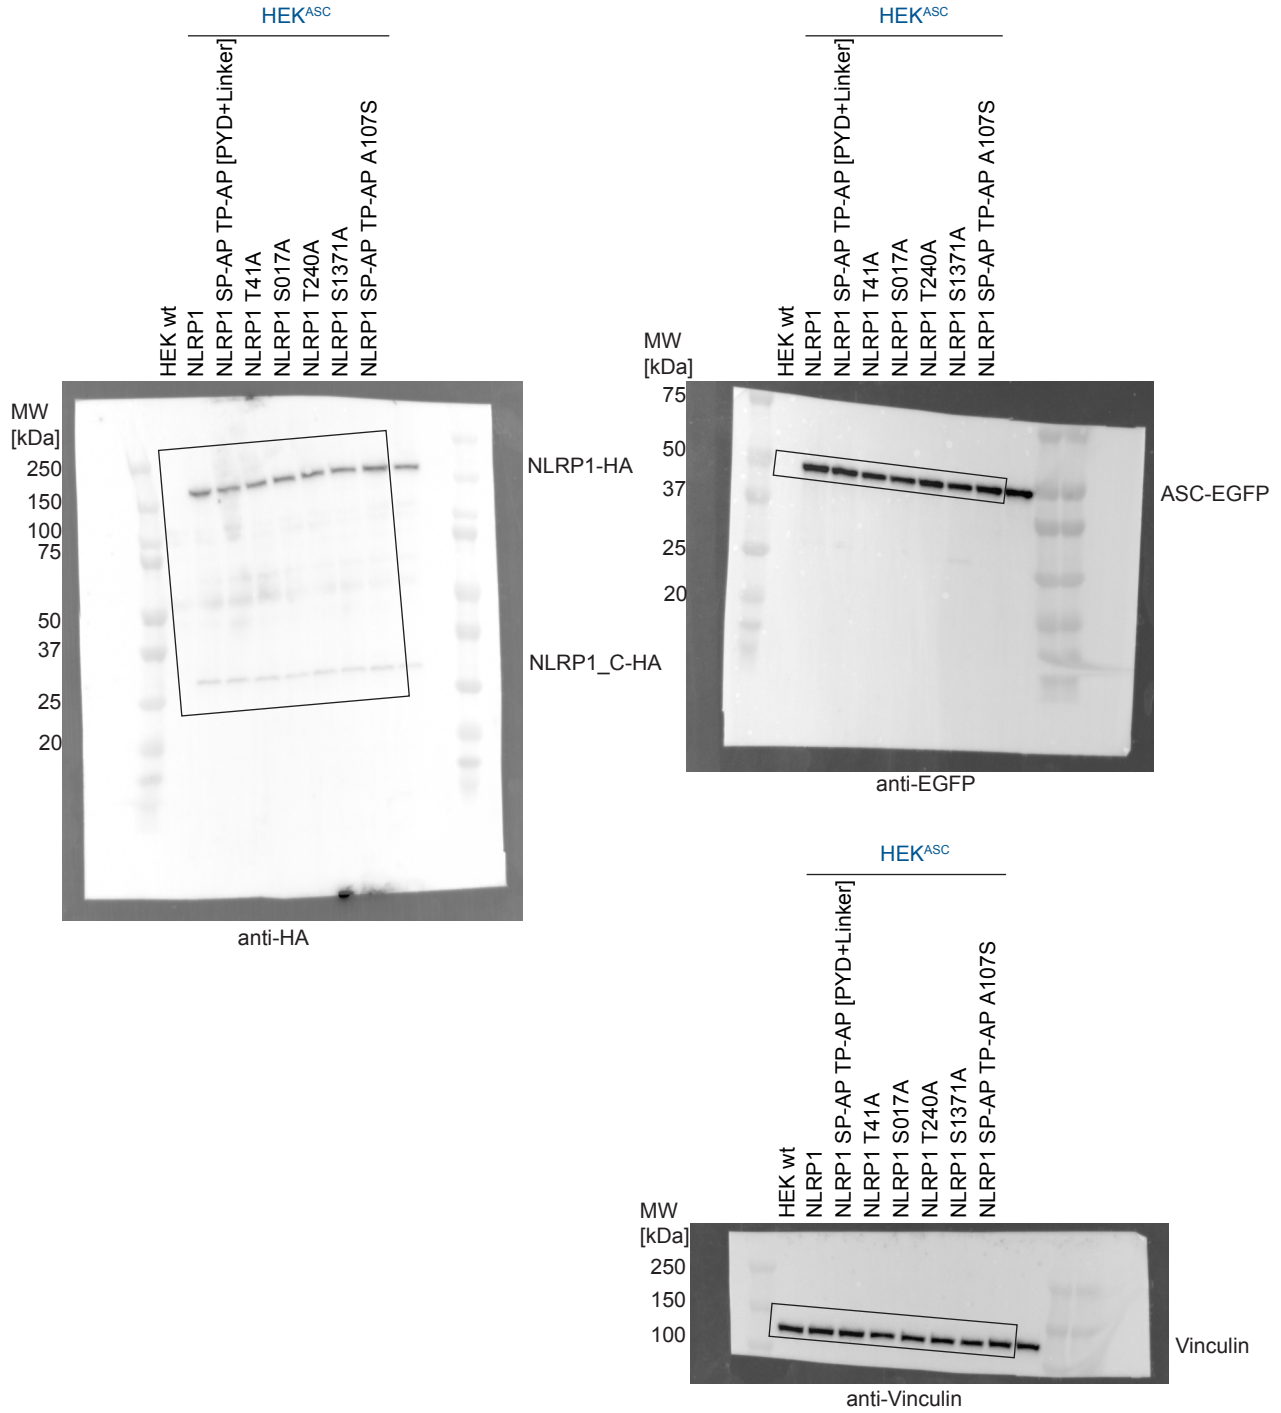 HEKASC
HEK wt
NLRP1
NLRP1 SP-AP TP-AP [PYD+Linker]
NLRP1 T41A
NLRP1 S017A
NLRP1 T240A
NLRP1 S1371A
NLRP1 SP-AP TP-AP A107S
MW
[kDa]
250
150
100
75
50
37
25
20
NLRP1-HA
NLRP1_C-HA
anti-HA
HEKASC
HEK wt
NLRP1
NLRP1 SP-AP TP-AP [PYD+Linker]
NLRP1 T41A
NLRP1 S017A
NLRP1 T240A
NLRP1 S1371A
NLRP1 SP-AP TP-AP A107S
MW
[kDa]
75
50
37
25
20
ASC-EGFP
anti-EGFP
HEKASC
HEK wt
NLRP1
NLRP1 SP-AP TP-AP [PYD+Linker]
NLRP1 T41A
NLRP1 S017A
NLRP1 T240A
NLRP1 S1371A
NLRP1 SP-AP TP-AP A107S
MW
[kDa]
250
150
100
Vinculin
anti-Vinculin